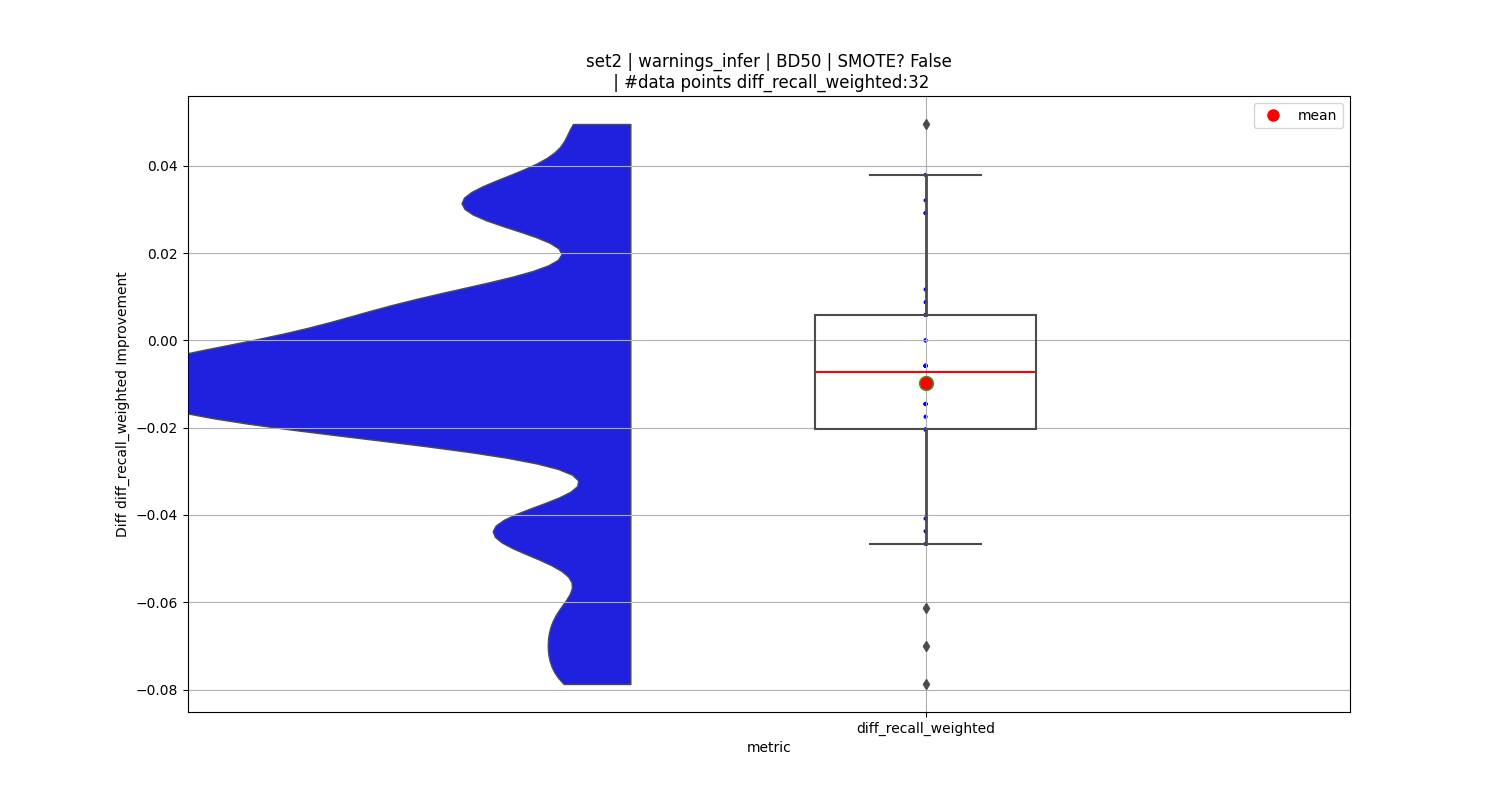 set2 | warnings_infer | BD50 | SMOTE? False
| #data points diff_recall_weighted:32
mean
0.04
0.02
0.00
−0.02
−0.04
−0.06
−0.08
Diff diff_recall_weighted Improvement
diff_recall_weighted
metric